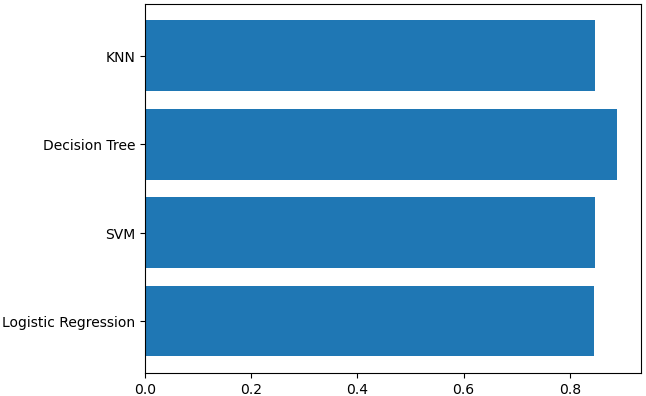 KNN
Decision Tree
SVM
Logistic Regression
0.0 0.2 0.4 0.6 0.8